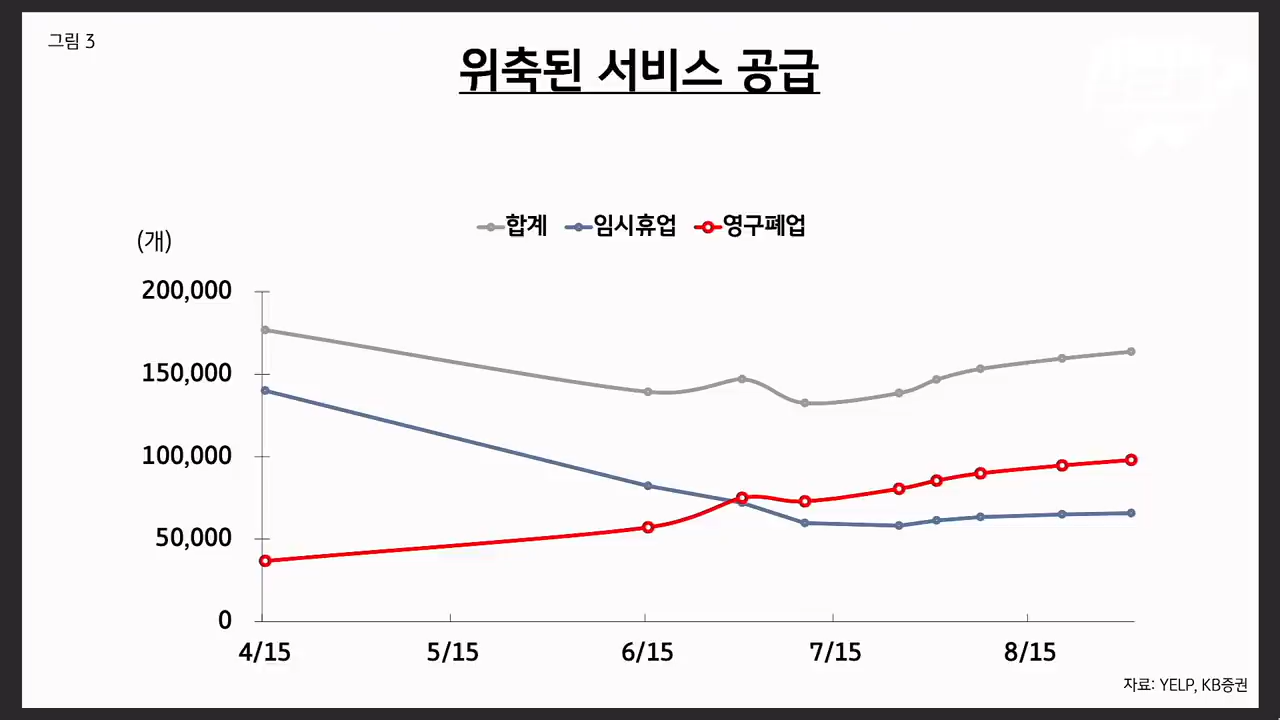 그림 3
위축된 서비스 공급
합계 임시휴업 영구폐업
(개)
200,000
150,000
100,000
50,000
0
4/15 5/15 6/15 7/15 8/15
자료: YELP, KB증권